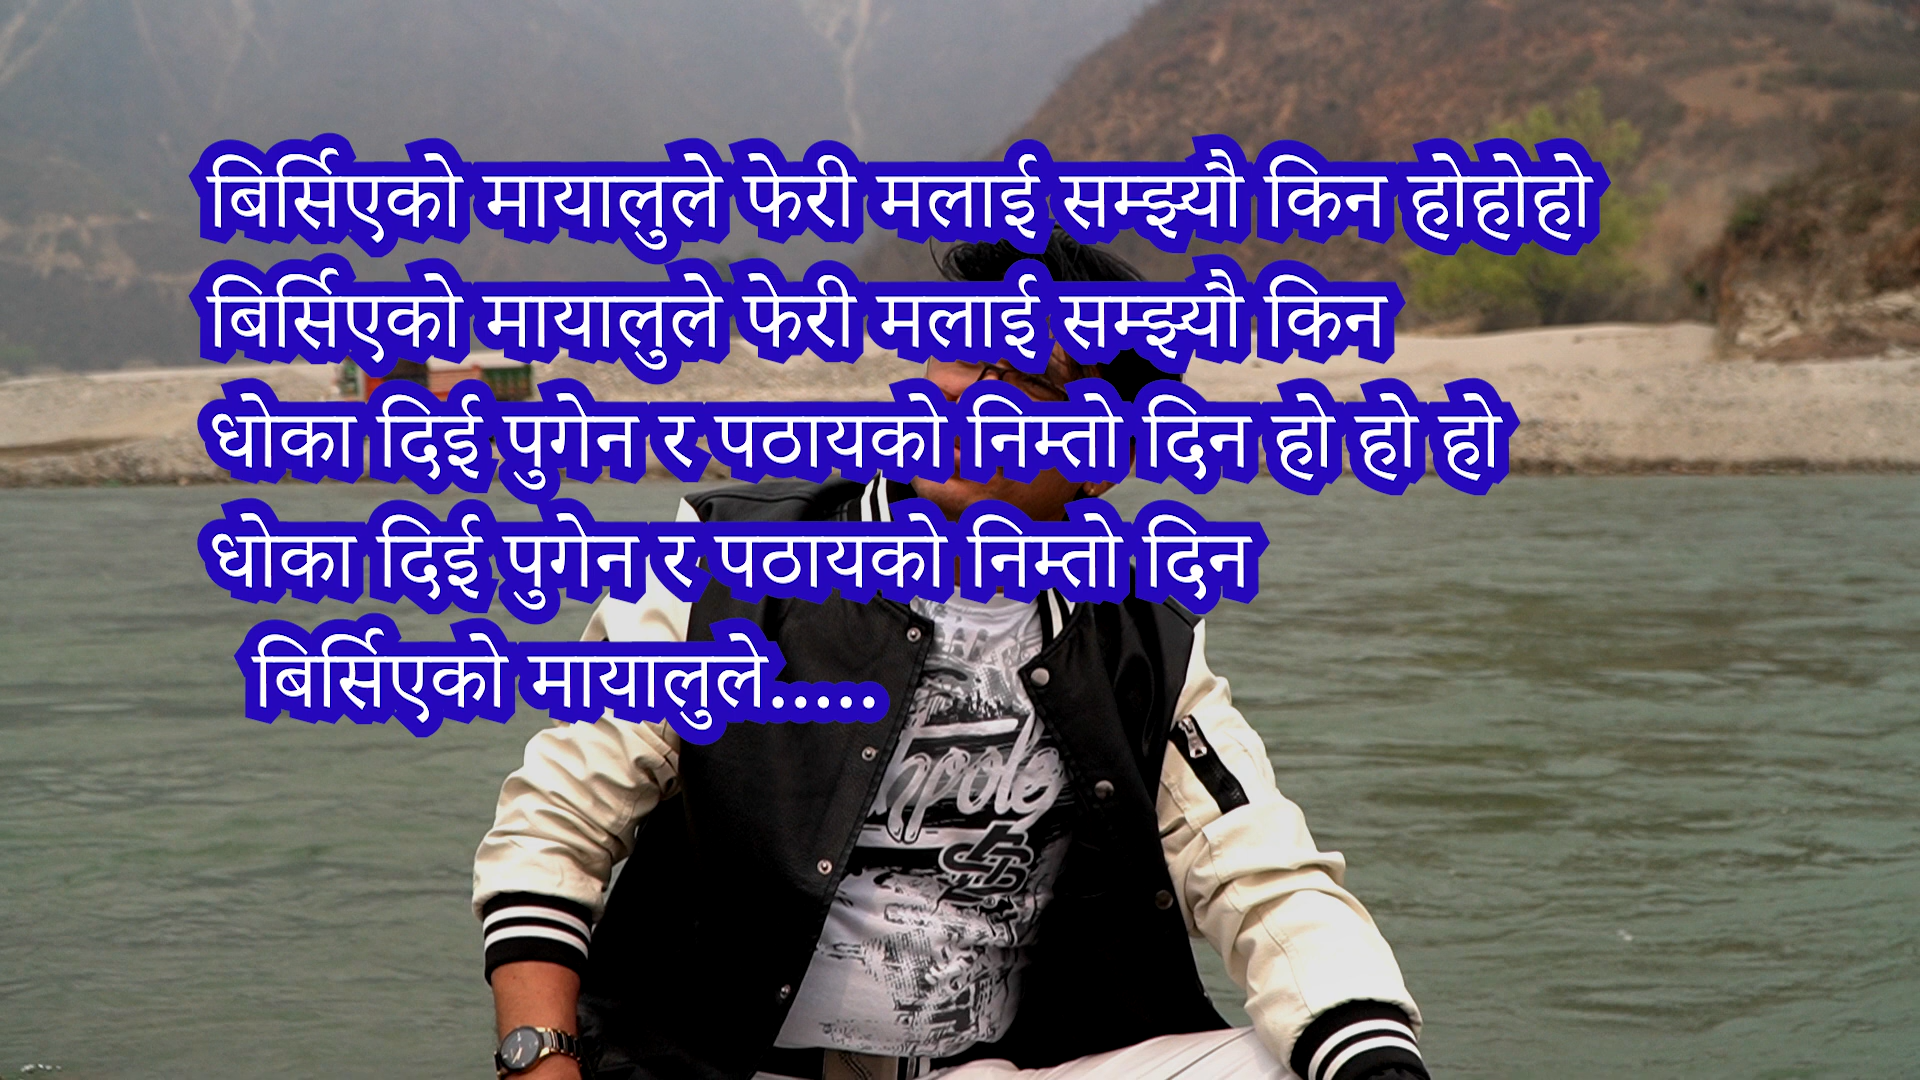 बिर्सिएको मायालुले फेरी मलाई सम्झ्यौ किन होहोहो
बिर्सिएको मायालुले फेरी मलाई सम्झ्यौ किन
धोका दिई पुगेन र पठायको निम्तो दिन हो हो हो
धोका दिई पुगेन र पठायको निम्तो दिन
बिर्सिएको मायालुले.....